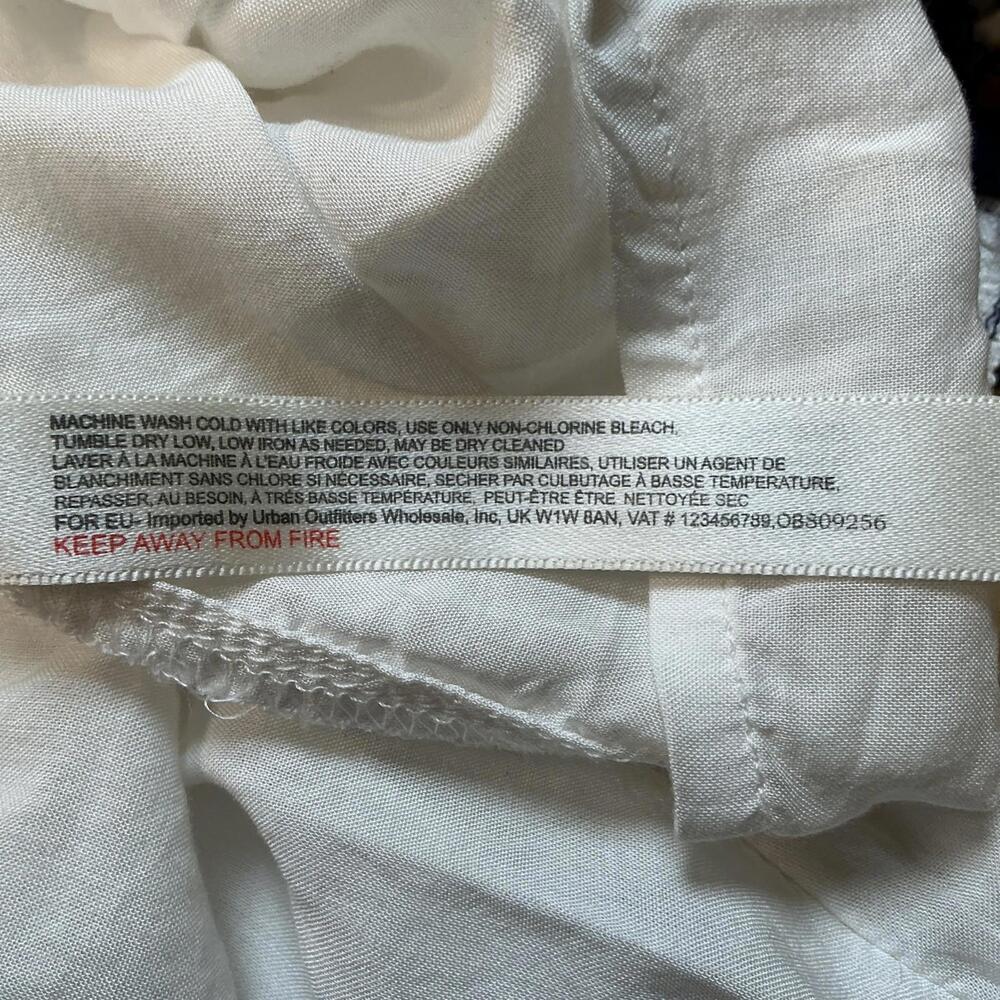 MACHINE WASH COLD WITH LIKE COLORS, USE ONLY NON-CHLORINE BLEACH,
TUMBLE DRY LOW, LOW IRON AS NEEDED, MAY BE DRY CLEANED
LAVER À LA MACHINE À L'EAU FROIDE AVEC COULEURS SIMILAIRES, UTILISER UN AGENT DE
BLANCHIMENT SANS CHLORE SI NÉCESSAIRE, SECHER PAR CULBUTAGE À BASSE TEMPERATURE,
REPASSER, AU BESOIN, À TRÉS BASSE TEMPÉRATURE, PEUT-ÊTRE ÊTRE NETTOYÉE SEC
FOR EU- Imported by Urban Outfitters Wholesale, Inc, UK W1W 8AN, VAT # 123456789,OB809256
KEEP AWAY FROM FIRE